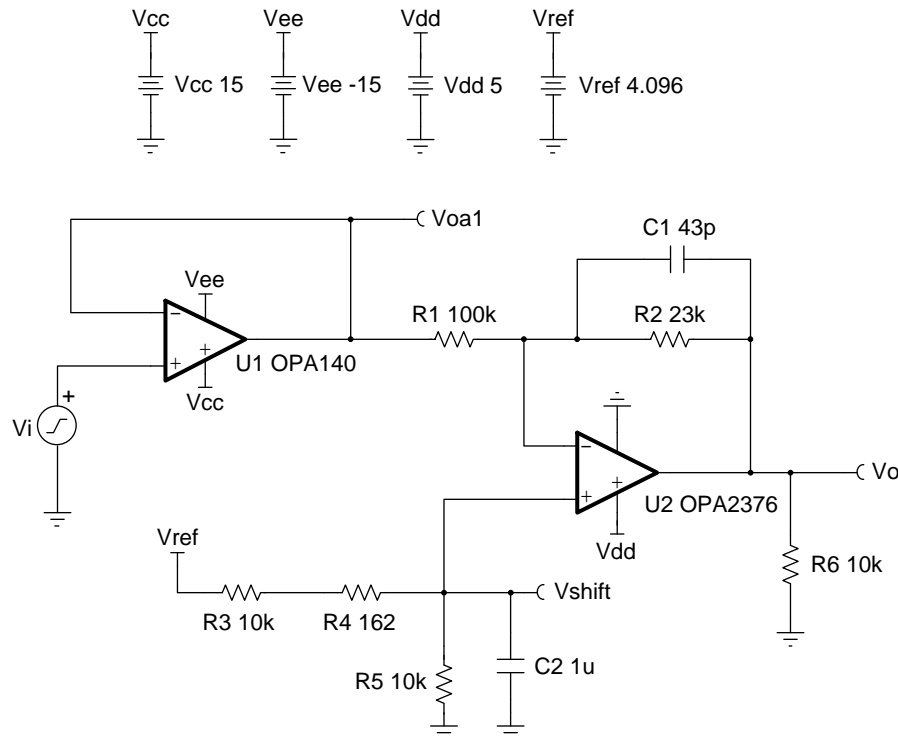 Vcc
Vee
Vdd
Vref
Vcc 15
Vee -15
Vdd 5
Vref 4.096
Voa1
C1 43p
Vee
R1 100k
R2 23k
U1 OPA140
Vcc
Vi
U2 OPA2376
Vo
Vdd
Vref
R3 10k
R4 162
Vshift
R6 10k
R5 10k
C2 1u